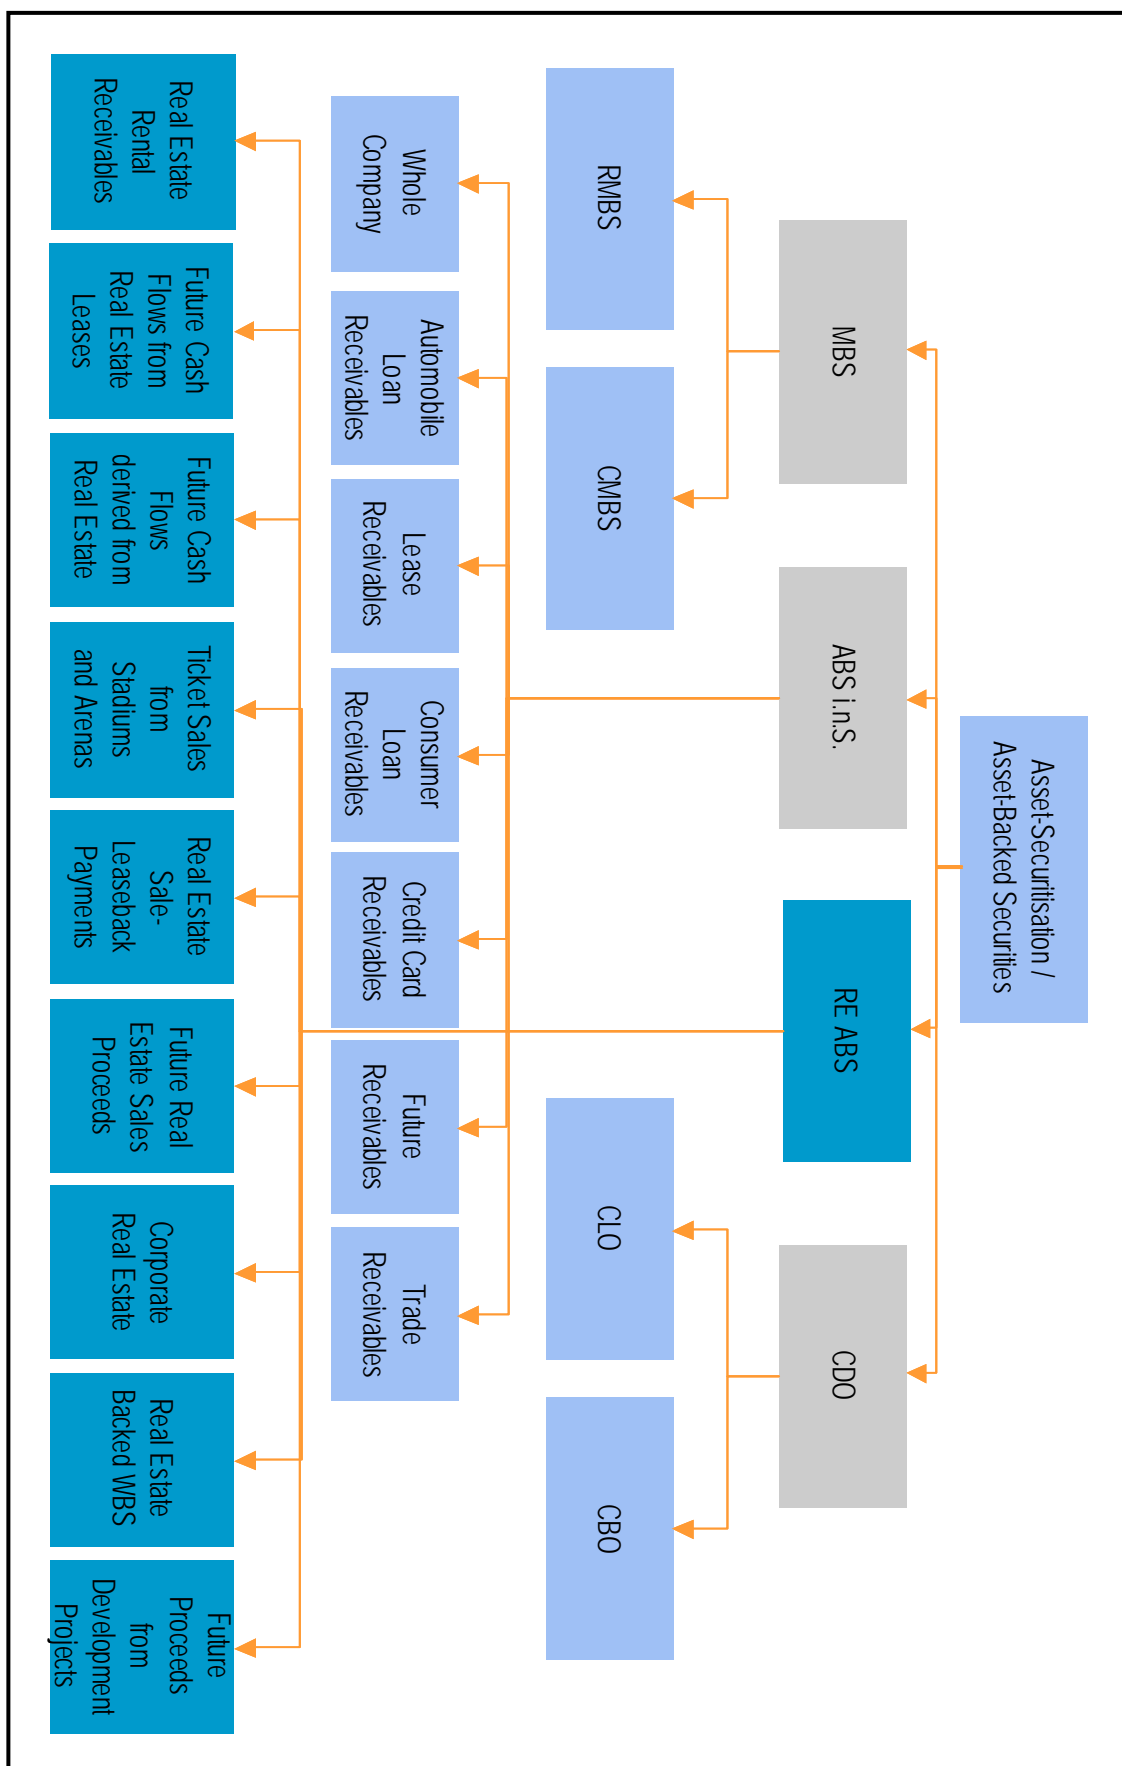 Asset-Securitisation /
Asset-Backed Securities
MBS
ABS i.n.S.
RE ABS
CDO
RMBS
CMBS
CLO
CBO
Whole
Company
Automobile
Loan
Receivables
Lease
Receivables
Consumer
Loan
Receivables
Credit Card
Receivables
Future
Receivables
Trade
Receivables
Real Estate
Rental
Receivables
Future Cash
Flows from
Real Estate
Leases
Future Cash
Flows
derived from
Real Estate
Ticket Sales
from
Stadiums
and Arenas
Real Estate
Sale-
Leaseback
Payments
Future Real
Estate Sales
Proceeds
Corporate
Real Estate
Real Estate
Backed WBS
Future
Proceeds
from
Development
Projects